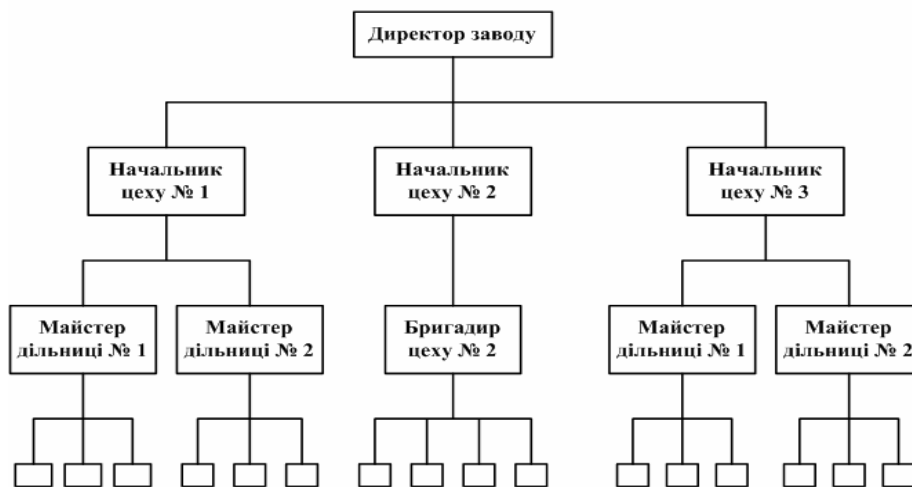 Директор заводу
Начальник
цеху № 1
Начальник
цеху № 2
Начальник
цеху № 3
Майстер
дільниці № 1
Майстер
дільниці № 2
Бригадир
цеху № 2
Майстер
дільниці № 1
Майстер
дільниці № 2